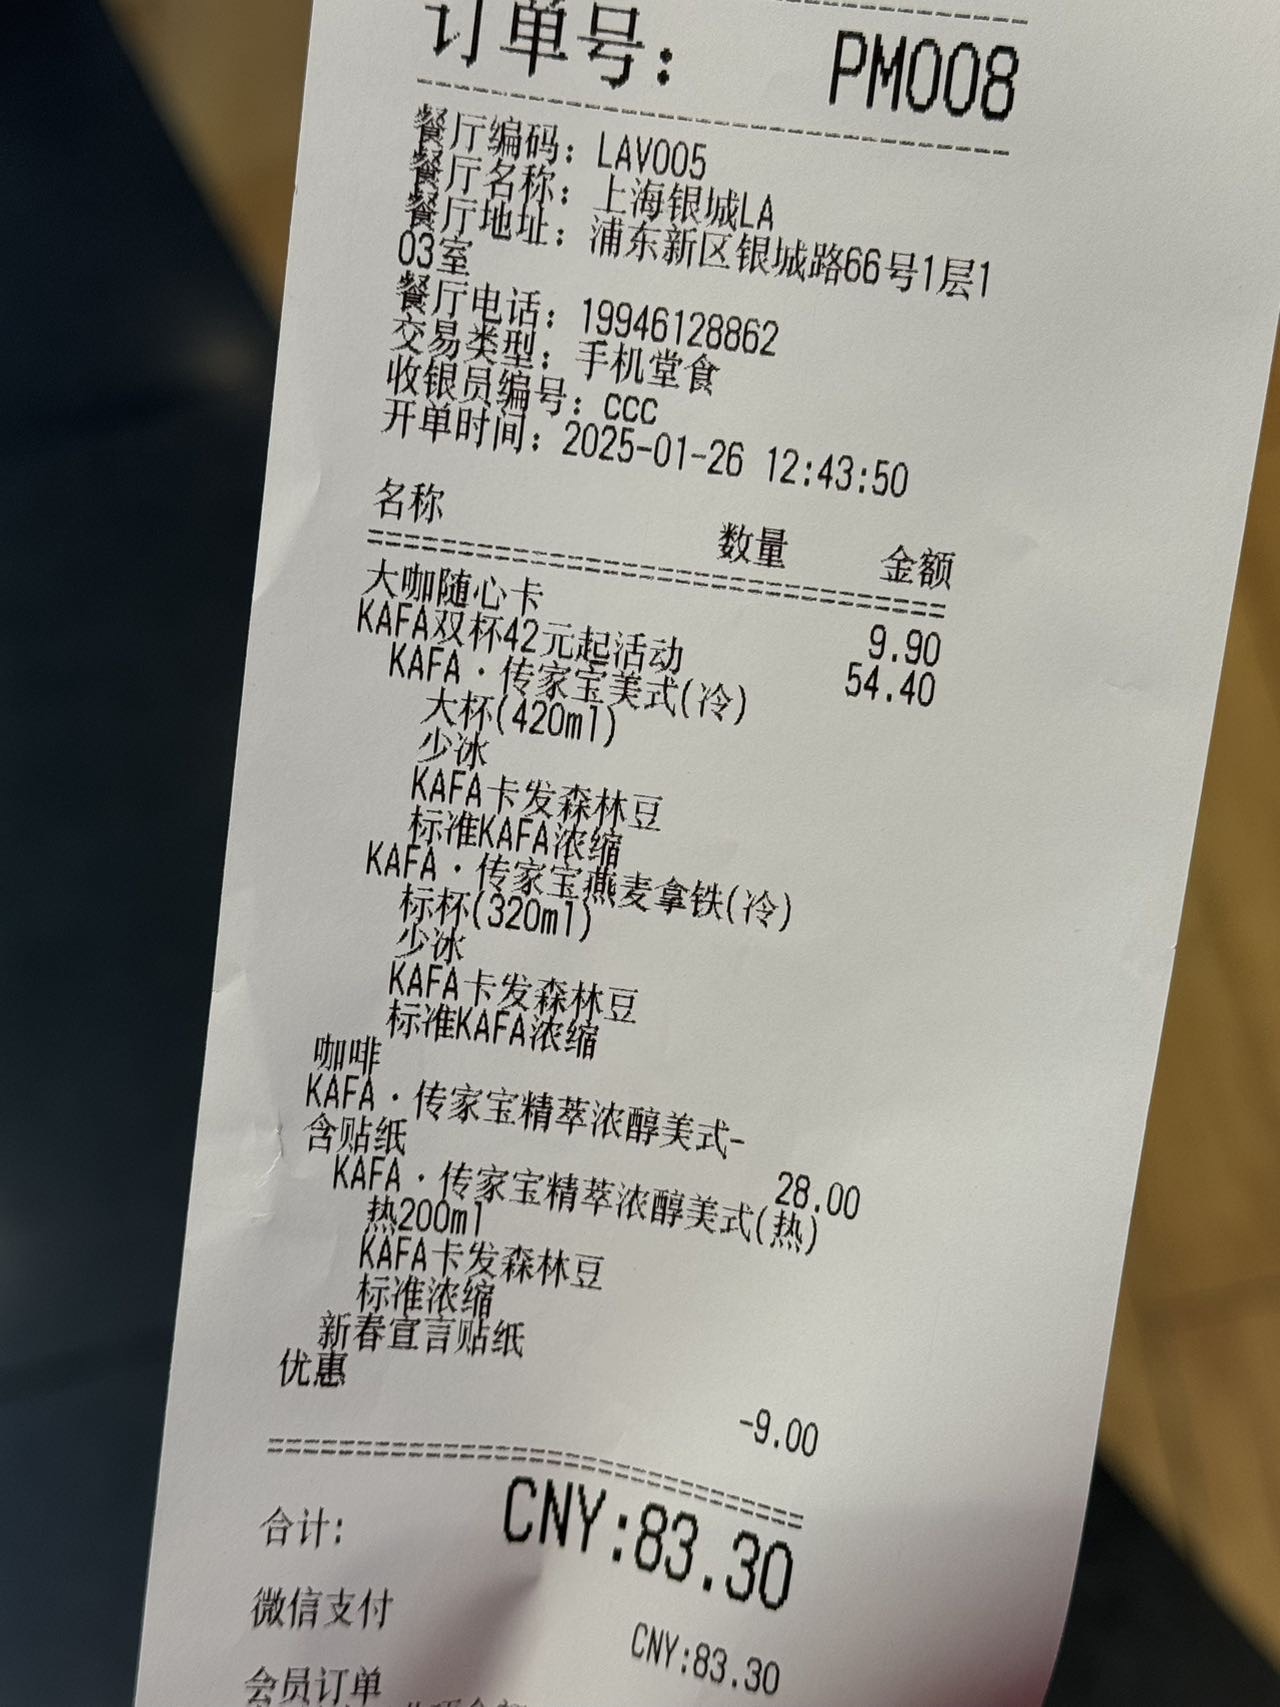 订单号: PM008
餐厅编码: LAV005
餐厅名称: 上海银城LA
餐厅地址: 浦东新区银城路66号1层1
03室
餐厅电话: 19946128862
交易类型: 手机堂食
收银员编号: ccc
开单时间: 2025-01-26 12:43:50
名称 数量 金额
大咖随心卡 9.90
KAFA双杯42元起活动 54.40
KAFA·传家宝美式(冷)
大杯(420ml)
少冰
KAFA卡发森林豆
标准KAFA浓缩
KAFA·传家宝燕麦拿铁(冷)
标杯(320ml)
少冰
KAFA卡发森林豆
标准KAFA浓缩
咖啡
KAFA·传家宝精萃浓醇美式-
含贴纸 28.00
KAFA·传家宝精萃浓醇美式(热)
热200ml
KAFA卡发森林豆
标准浓缩
新春宣言贴纸
优惠 -9.00
合计: CNY:83.30
微信支付 CNY:83.30
会员订单